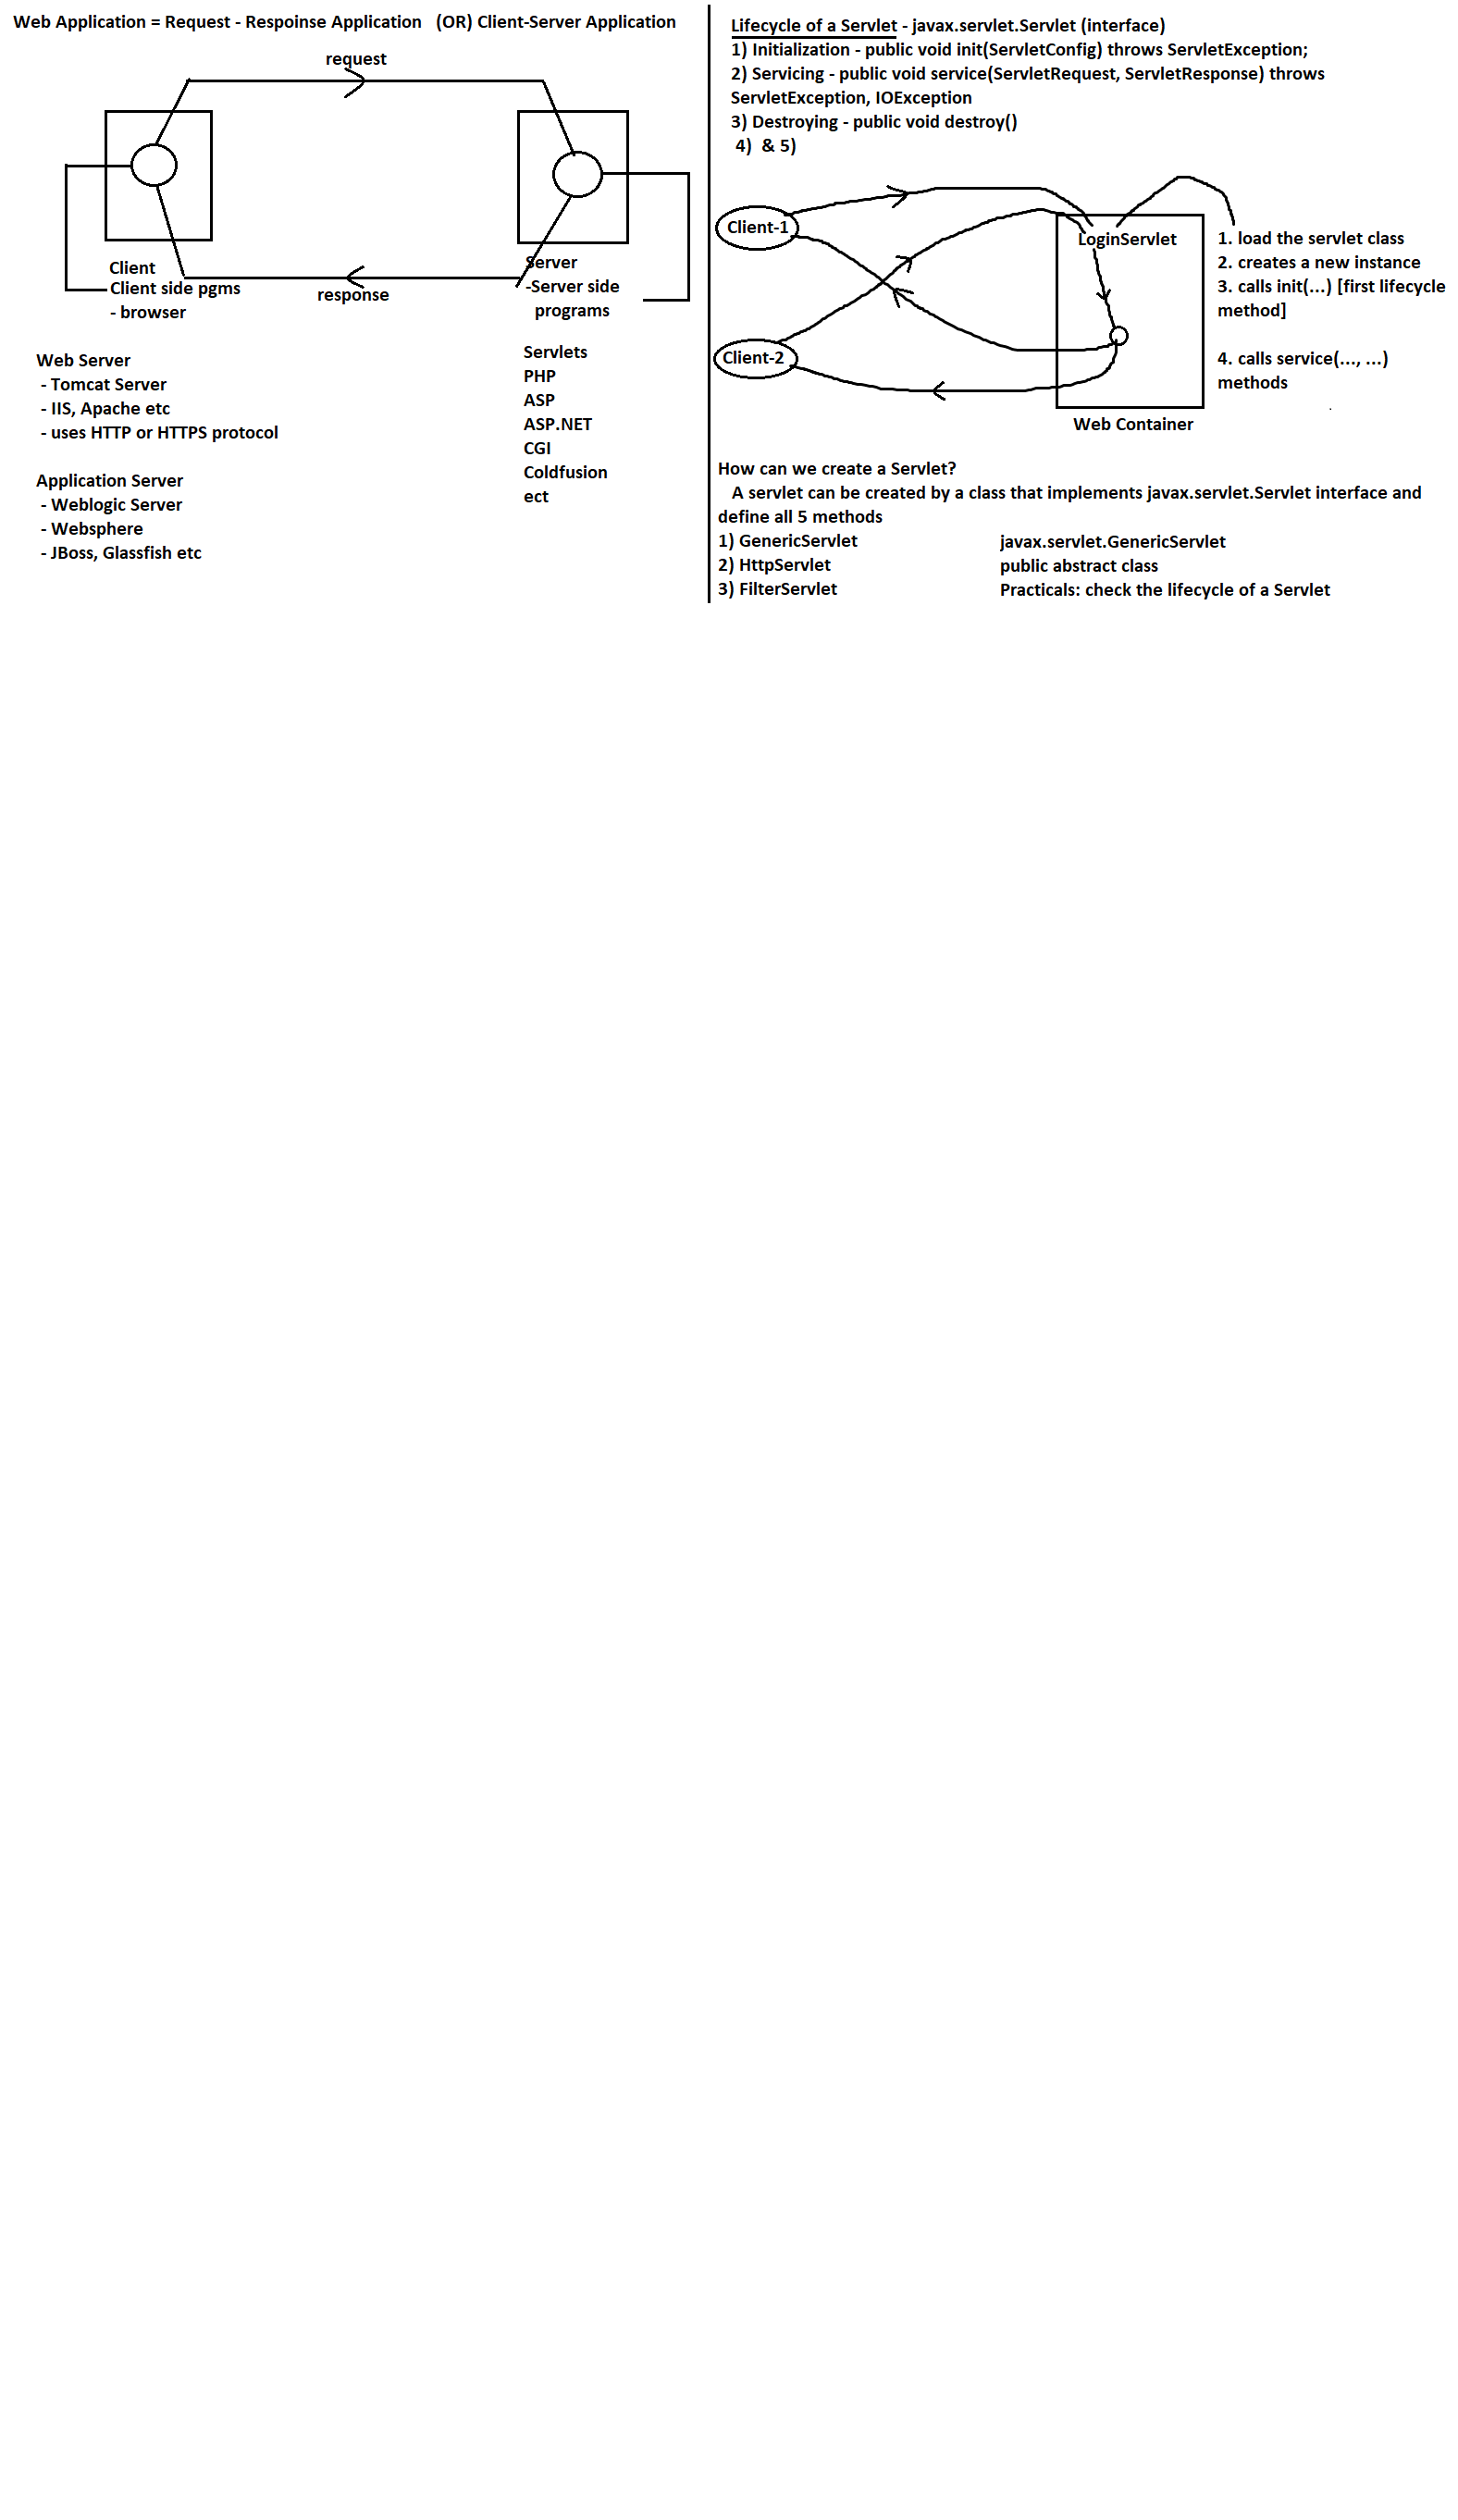 Web Application = Request - Respoinse Application   (OR) Client-Server Application
request
Client
Client side pgms
- browser
response
Server
-Server side
programs
Web Server
- Tomcat Server
- IIS, Apache etc
- uses HTTP or HTTPS protocol
Application Server
- Weblogic Server
- Websphere
- JBoss, Glassfish etc
Servlets
PHP
ASP
ASP.NET
CGI
Coldfusion
ect
Lifecycle of a Servlet - javax.servlet.Servlet (interface)
1) Initialization - public void init(ServletConfig) throws ServletException;
2) Servicing - public void service(ServletRequest, ServletResponse) throws
ServletException, IOException
3) Destroying - public void destroy()
4)  & 5)
Client-1
Client-2
LoginServlet
Web Container
1. load the servlet class
2. creates a new instance
3. calls init(...) [first lifecycle
method]
4. calls service(..., ...)
methods
How can we create a Servlet?
A servlet can be created by a class that implements javax.servlet.Servlet interface and
define all 5 methods
1) GenericServlet
2) HttpServlet
3) FilterServlet
javax.servlet.GenericServlet
public abstract class
Practicals: check the lifecycle of a Servlet